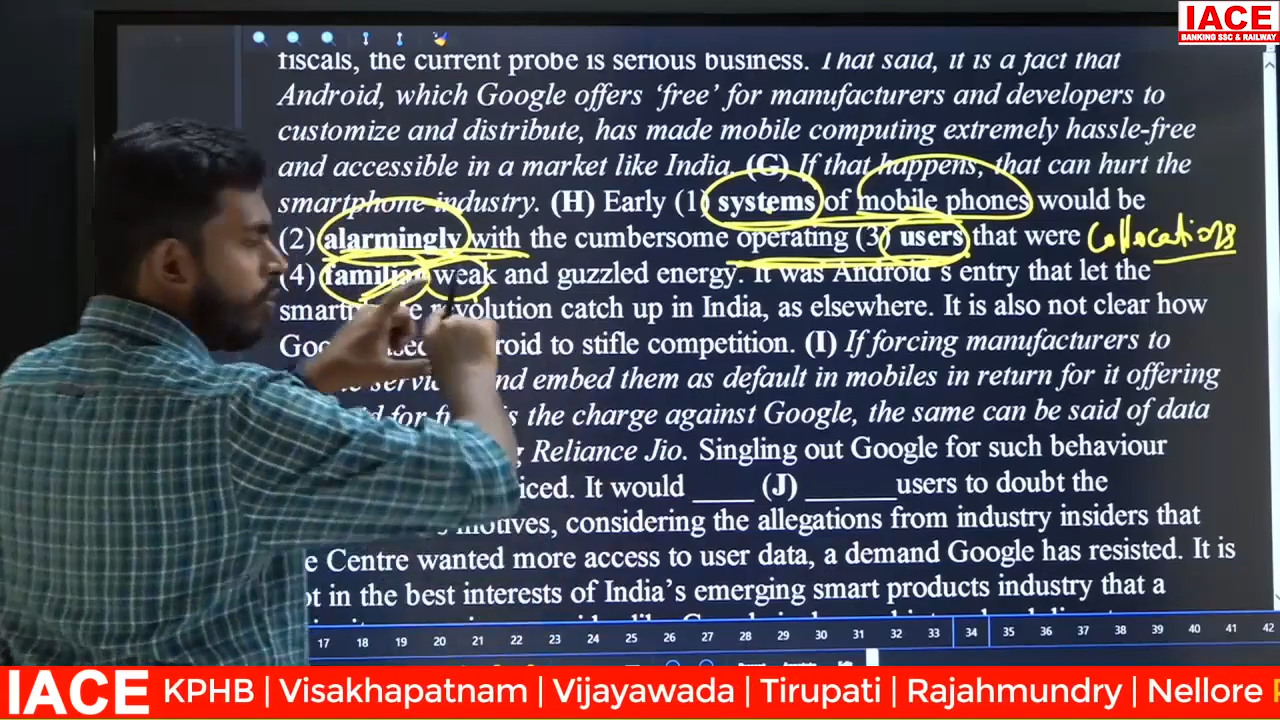 IACE
BANKING SSC & RAILWAY
fiscals, the current probe is serious business. That said, it is a fact that
Android, which Google offers ‘free’ for manufacturers and developers to
customize and distribute, has made mobile computing extremely hassle-free
and accessible in a market like India. (G) If that happens, that can hurt the
smartphone industry. (H) Early (1) systems of mobile phones would be
(2) alarmingly with the cumbersome operating (3) users that were Collocations
(4) familiar weak and guzzled energy. It was Android’s entry that let the
revolution catch up in India, as elsewhere. It is also not clear how
to stifle competition. (I) If forcing manufacturers to
and embed them as default in mobiles in return for it offering
is the charge against Google, the same can be said of data
Reliance Jio. Singling out Google for such behaviour
It would ____ (J) ______users to doubt the
motives, considering the allegations from industry insiders that
Centre wanted more access to user data, a demand Google has resisted. It is
in the best interests of India’s emerging smart products industry that a
17 18 19 20 21 22 23 24 25 26 27 28 29 30 31 32 33 34 35 36 37 38 39 40 41 42
IACE KPHB | Visakhapatnam | Vijayawada | Tirupati | Rajahmundry | Nellore